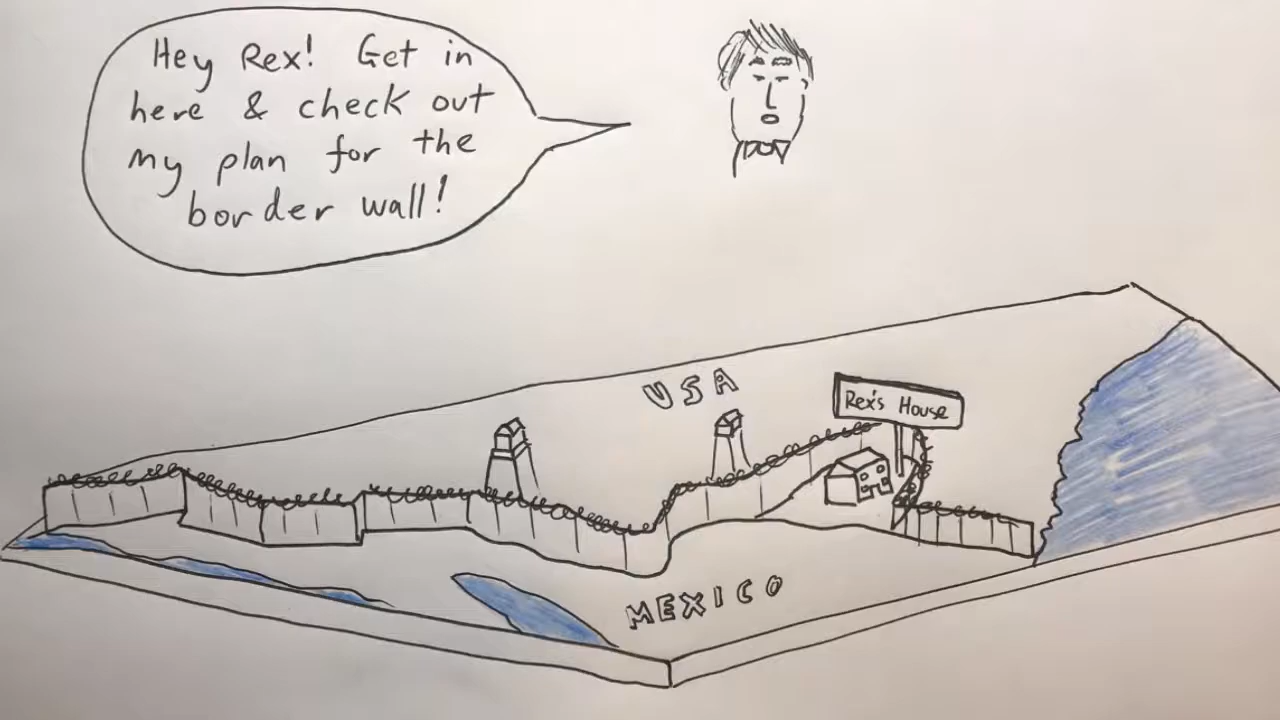 Hey Rex! Get in
here & check out
my plan for the
border wall!
USA
Rex's House
MEXICO